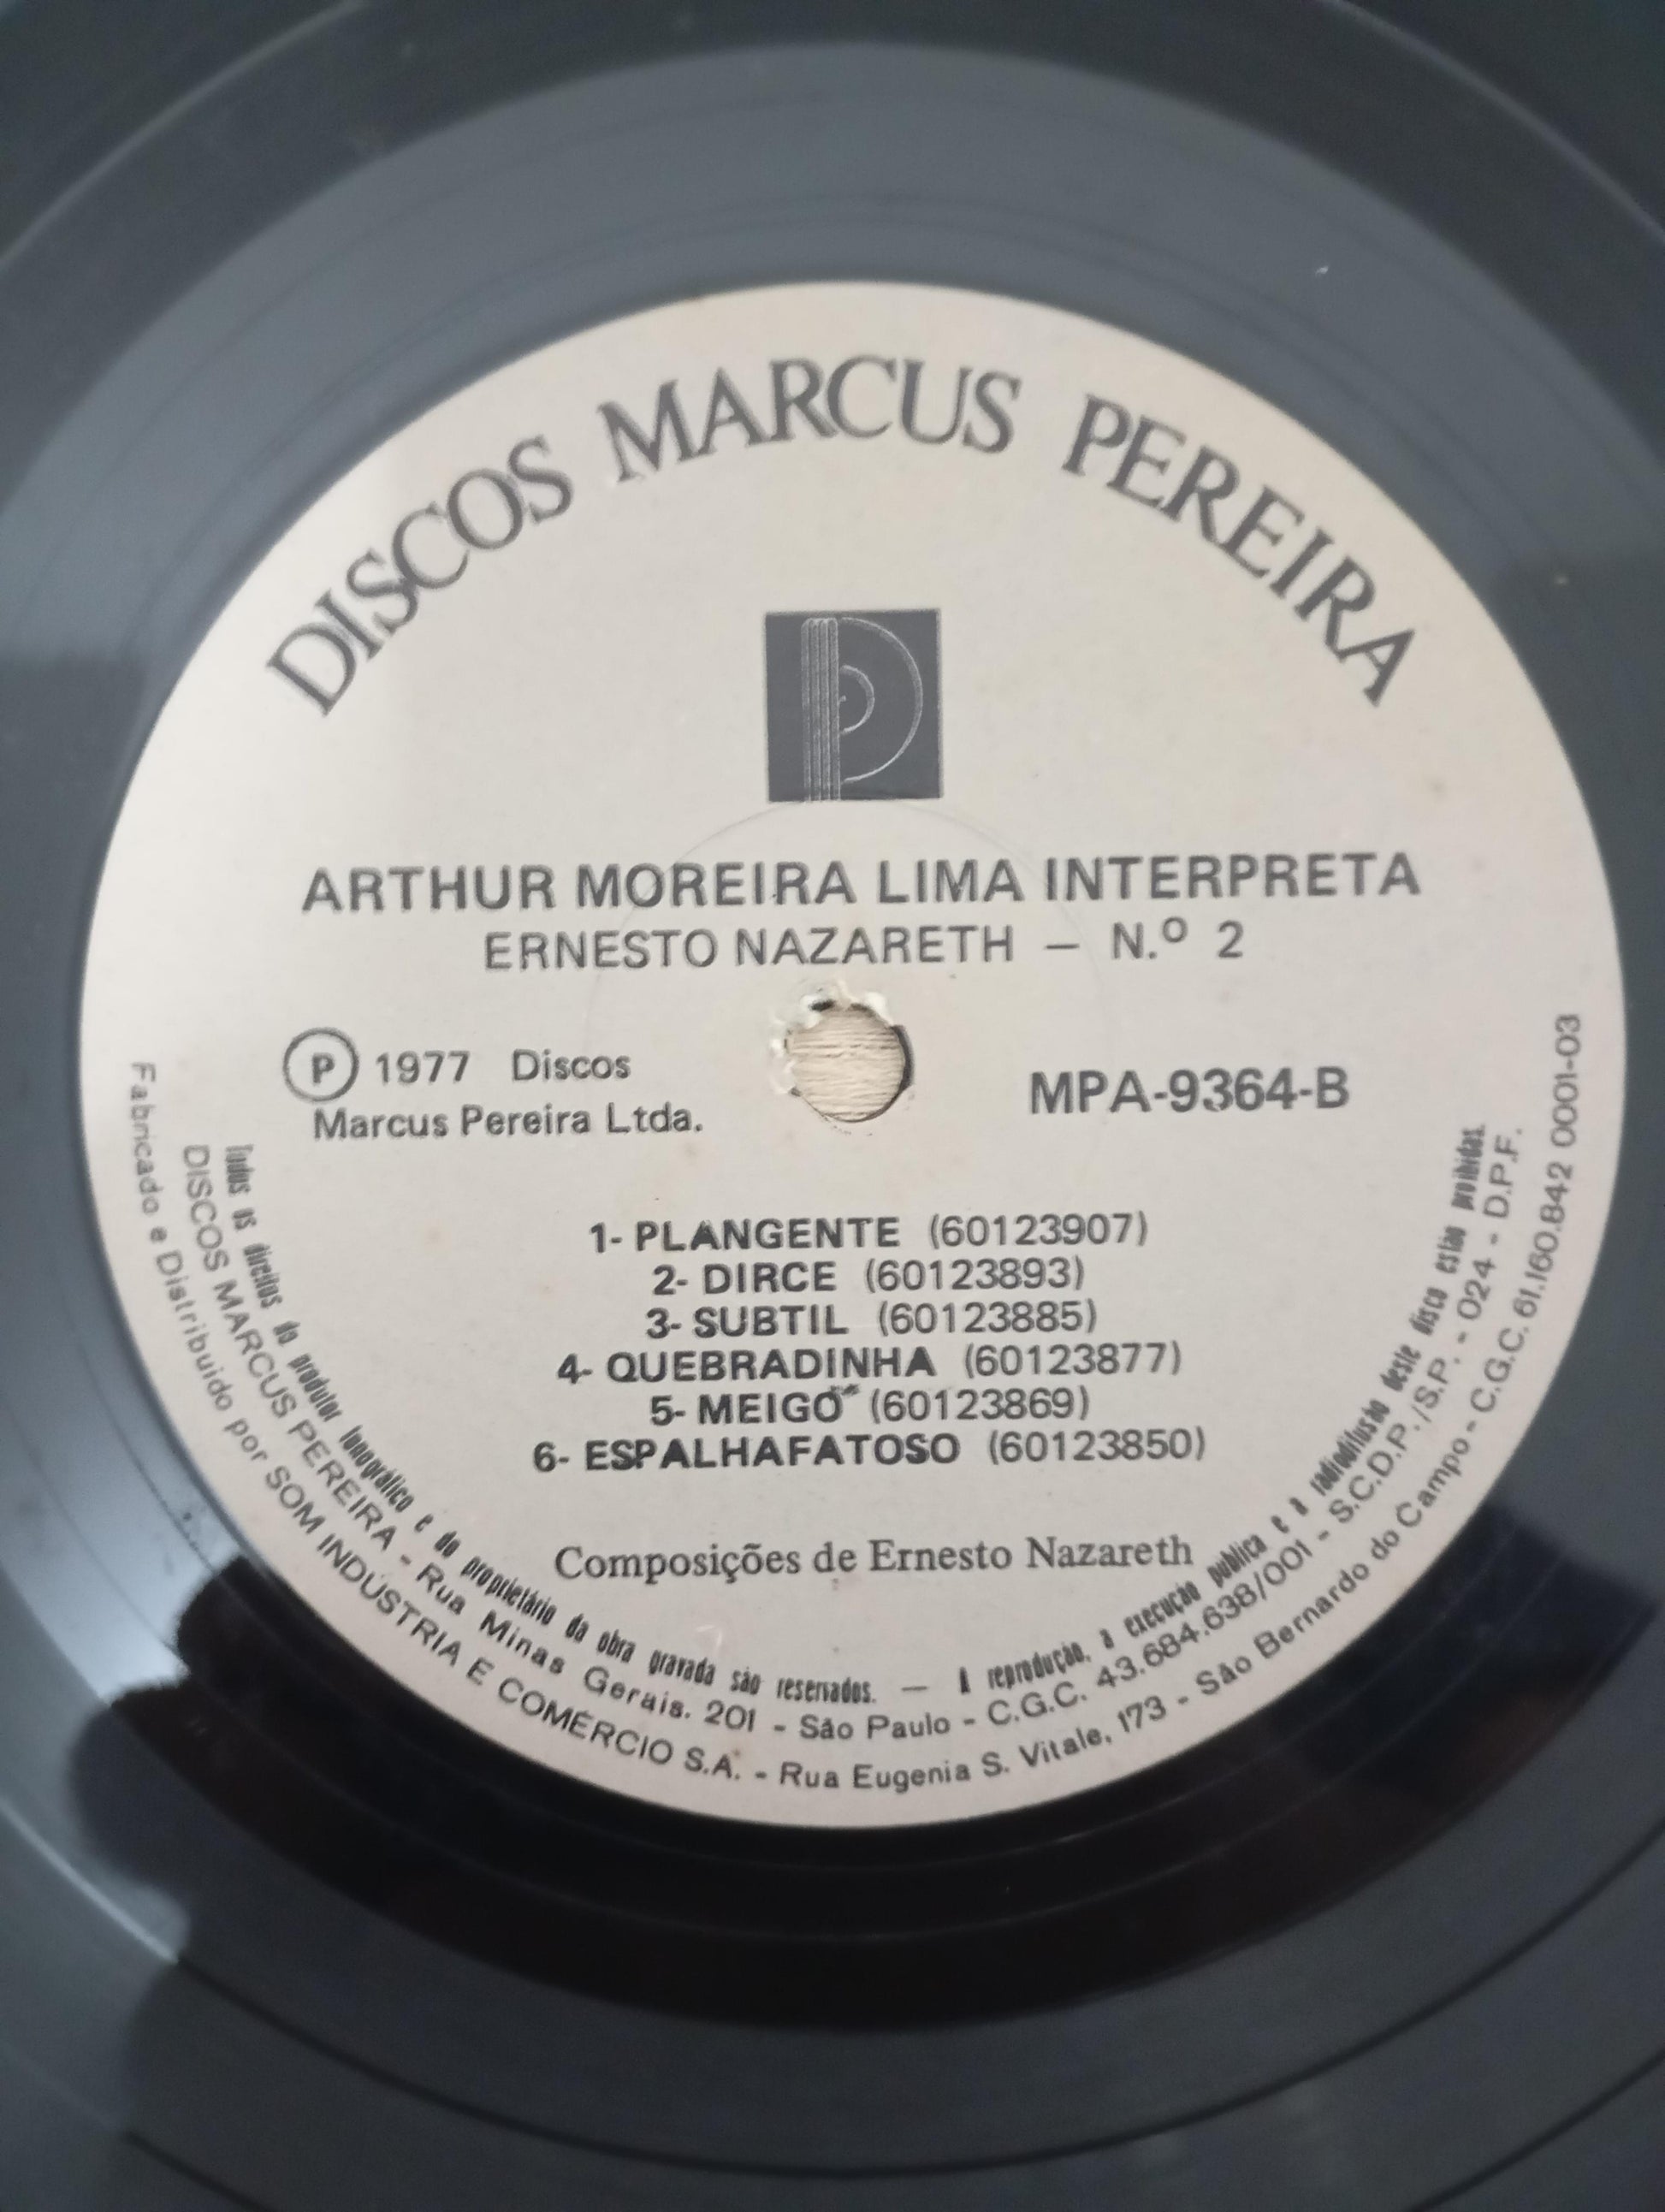 DISCOS MARCUS PEREIRA
ARTHUR MOREIRA LIMA INTERPRETA
ERNESTO NAZARETH — N.º 2
Ⓟ 1977 Discos
Marcus Pereira Ltda.
MPA-9364-B
1- PLANGENTE (60123907)
2- DIRCE (60123893)
3- SUBTIL (60123885)
4- QUEBRADINHA (60123877)
5- MEIGO (60123869)
6- ESPALHAFATOSO (60123850)
Composições de Ernesto Nazareth
Todos os direitos do produtor fonográfico e do proprietário da obra gravada são reservados. — A reprodução, a execução pública e a radiodifusão deste disco estão proibidas.
DISCOS MARCUS PEREIRA - Rua Minas Gerais. 201 - São Paulo - C.G.C. 43.684.638/001 - S.C.D.P./S.P. - 024 - D.P.F.
Fabricado e Distribuido por SOM INDÚSTRIA E COMÉRCIO S.A. - Rua Eugenia S. Vitale, 173 - São Bernardo do Campo - C.G.C. 61.160.842 0001-03